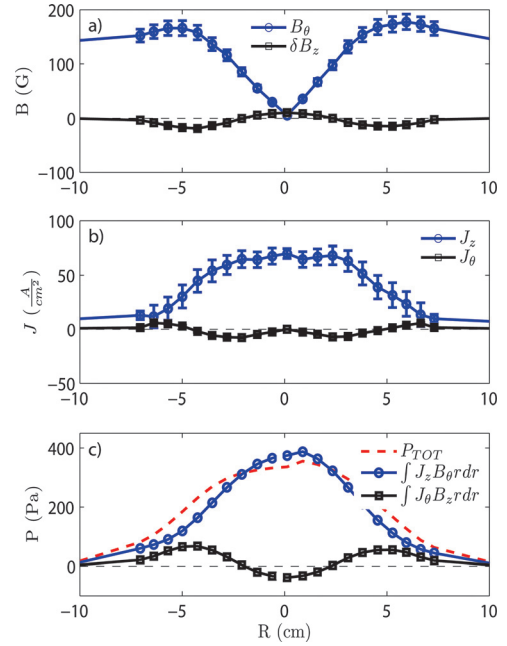 a)
B_θ
δB_z
B (G)
200
100
0
−100
−10
−5
0
5
10
b)
J_z
J_θ
J (A/cm²)
100
50
0
−50
−10
−5
0
5
10
c)
P_TOT
∫ J_z B_θ r dr
∫ J_θ B_z r dr
P (Pa)
400
200
0
−10
−5
0
5
10
R (cm)